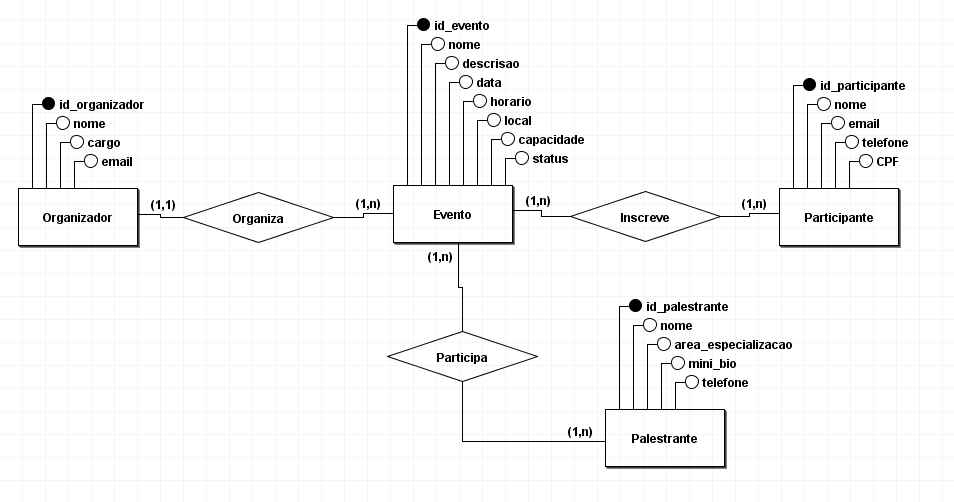 id_evento
nome
descrisao
data
horario
local
capacidade
status
id_organizador
nome
cargo
email
id_participante
nome
email
telefone
CPF
Organizador
(1,1)
Organiza
(1,n)
Evento
(1,n)
Inscreve
(1,n)
Participante
(1,n)
Participa
id_palestrante
nome
area_especializacao
mini_bio
telefone
(1,n)
Palestrante